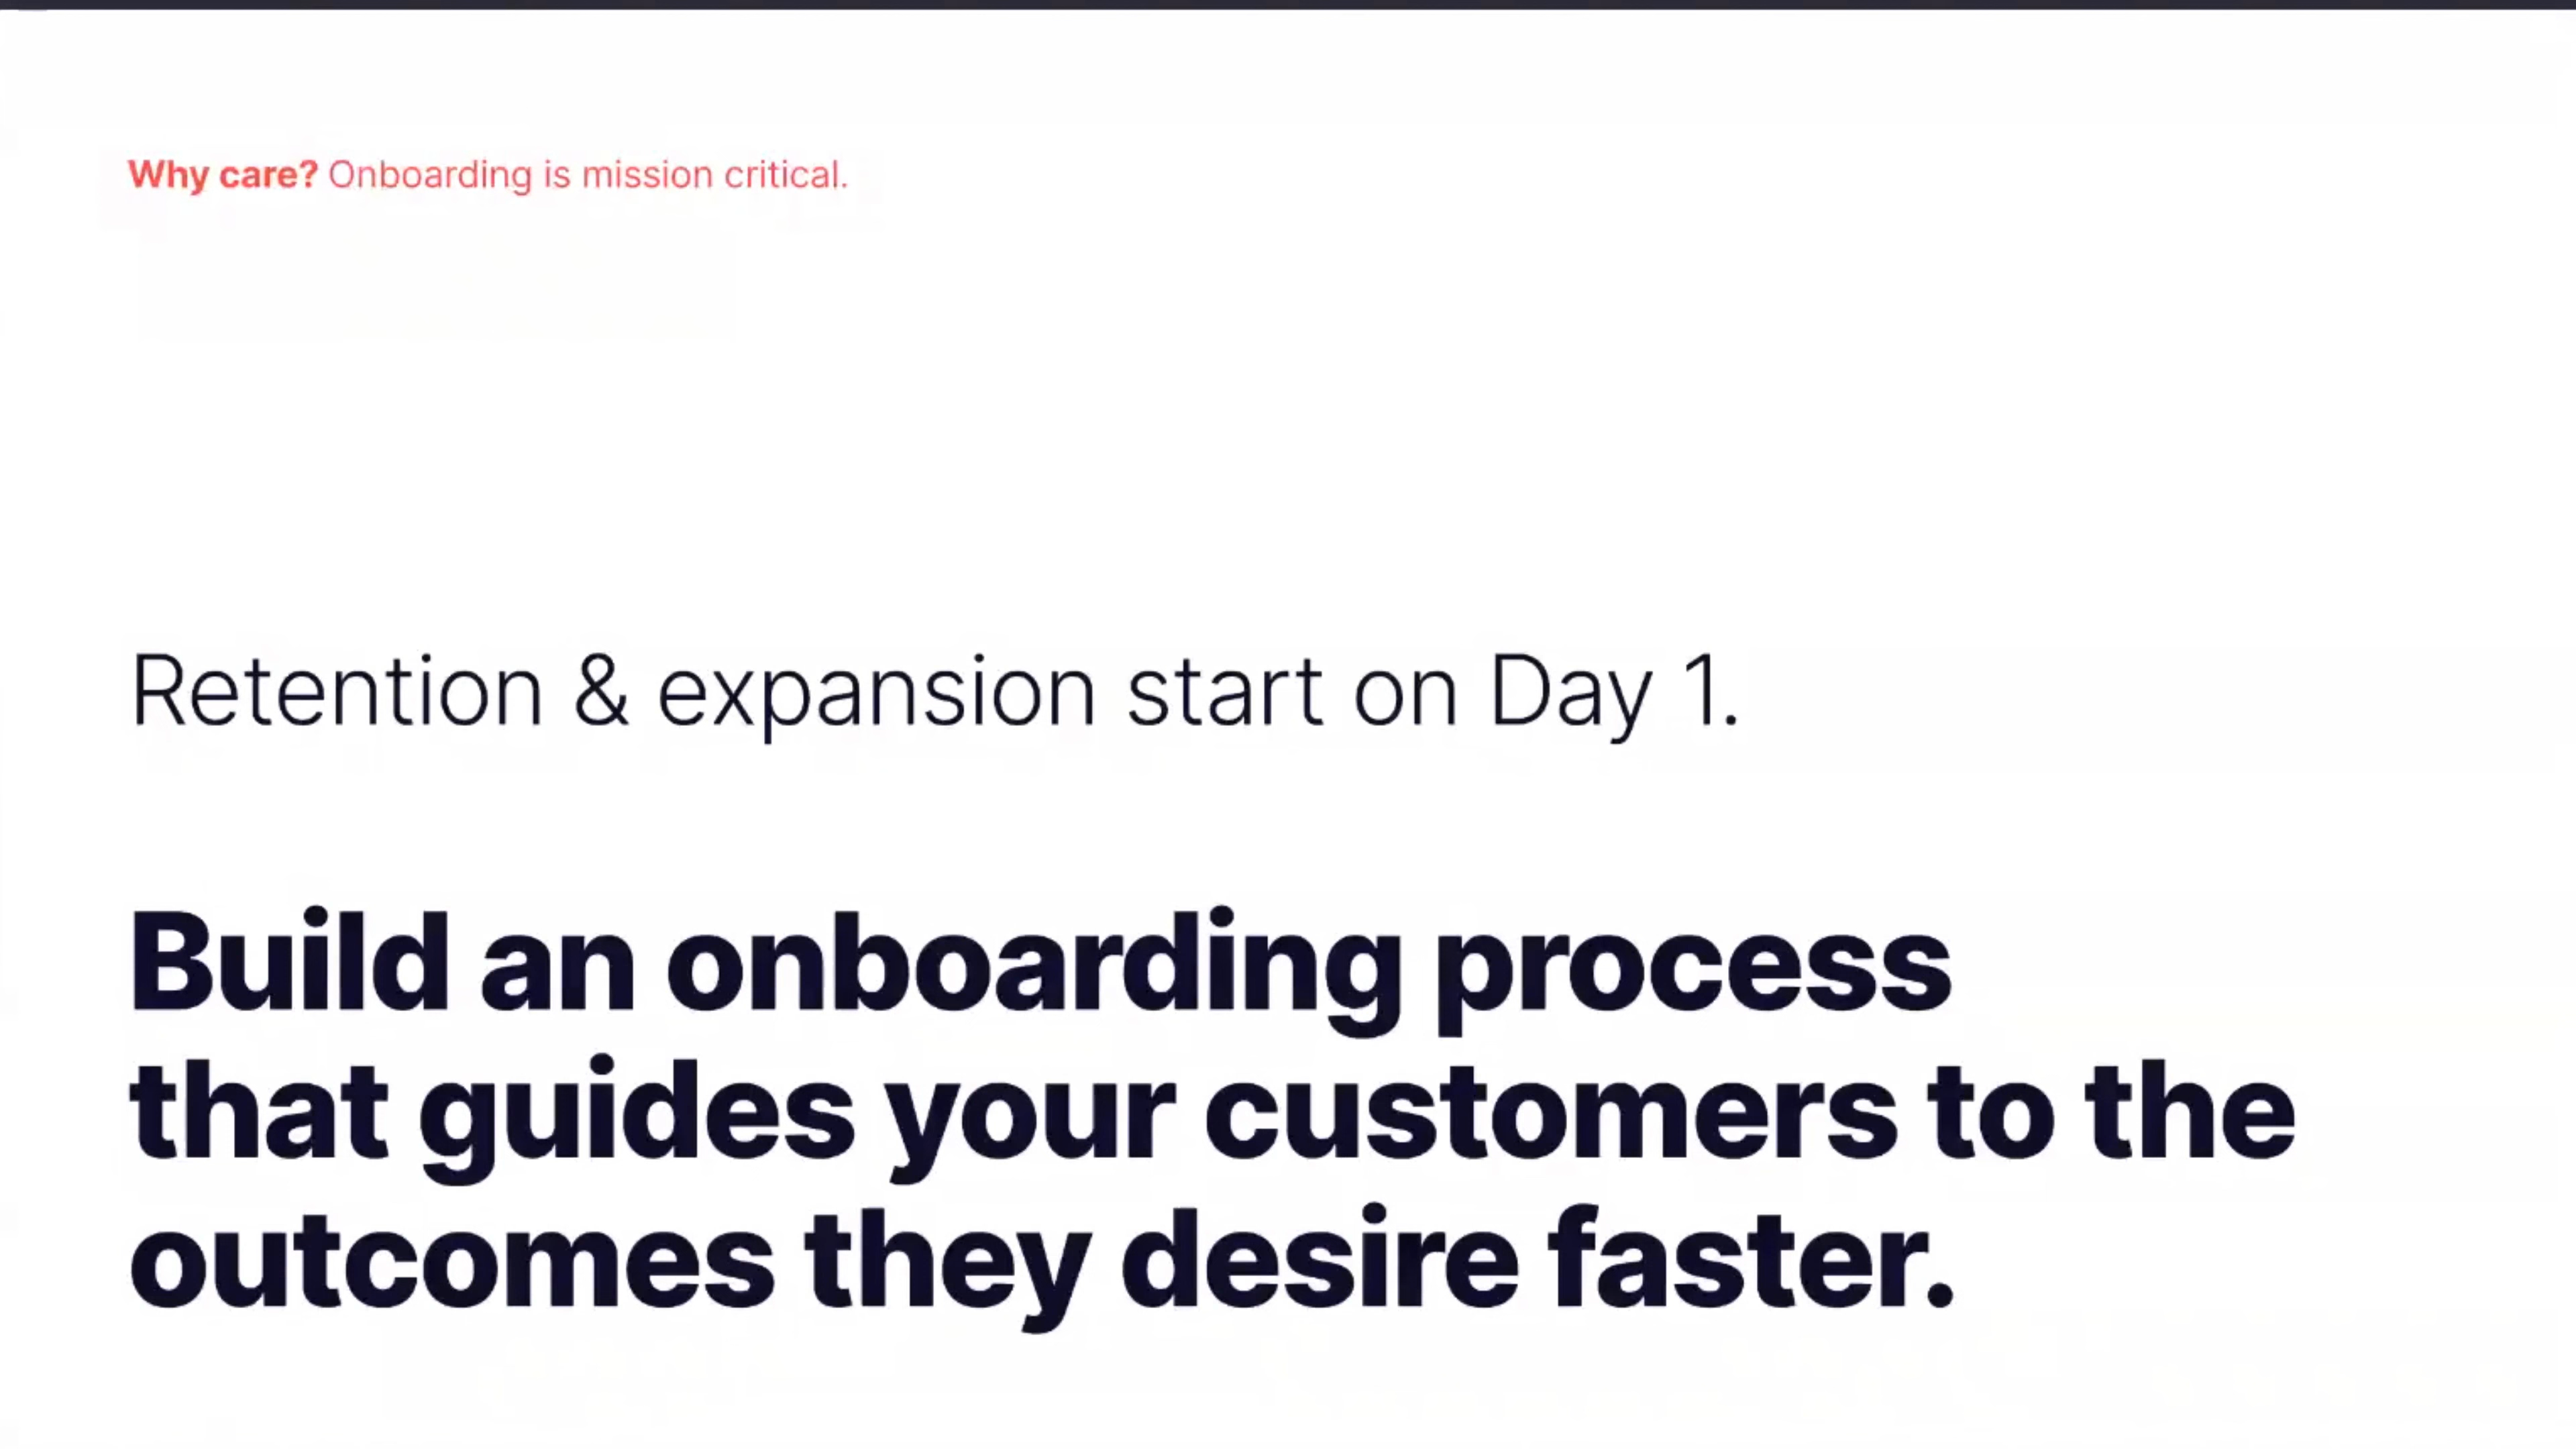 Why care? Onboarding is mission critical.
Retention & expansion start on Day 1.
Build an onboarding process
that guides your customers to the
outcomes they desire faster.